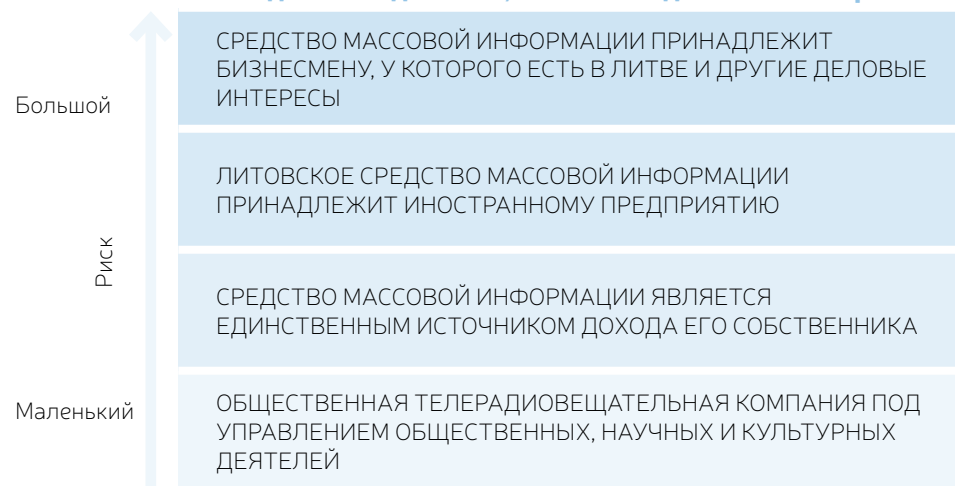 Большой
Риск
Маленький
СРЕДСТВО МАССОВОЙ ИНФОРМАЦИИ ПРИНАДЛЕЖИТ
БИЗНЕСМЕНУ, У КОТОРОГО ЕСТЬ В ЛИТВЕ И ДРУГИЕ ДЕЛОВЫЕ
ИНТЕРЕСЫ
ЛИТОВСКОЕ СРЕДСТВО МАССОВОЙ ИНФОРМАЦИИ
ПРИНАДЛЕЖИТ ИНОСТРАННОМУ ПРЕДПРИЯТИЮ
СРЕДСТВО МАССОВОЙ ИНФОРМАЦИИ ЯВЛЯЕТСЯ
ЕДИНСТВЕННЫМ ИСТОЧНИКОМ ДОХОДА ЕГО СОБСТВЕННИКА
ОБЩЕСТВЕННАЯ ТЕЛЕРАДИОВЕЩАТЕЛЬНАЯ КОМПАНИЯ ПОД
УПРАВЛЕНИЕМ ОБЩЕСТВЕННЫХ, НАУЧНЫХ И КУЛЬТУРНЫХ
ДЕЯТЕЛЕЙ